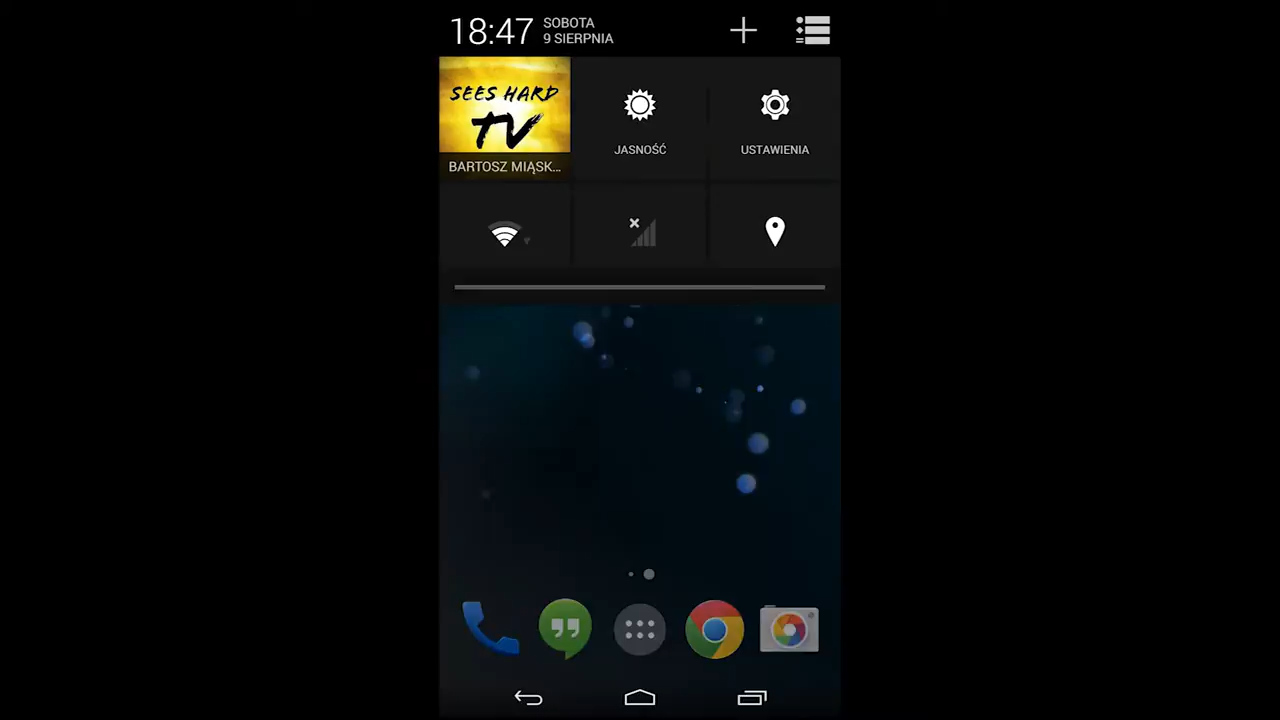 18:47
SOBOTA
9 SIERPNIA
SEES HARD
TV
BARTOSZ MIĄSK...
JASNOŚĆ
USTAWIENIA